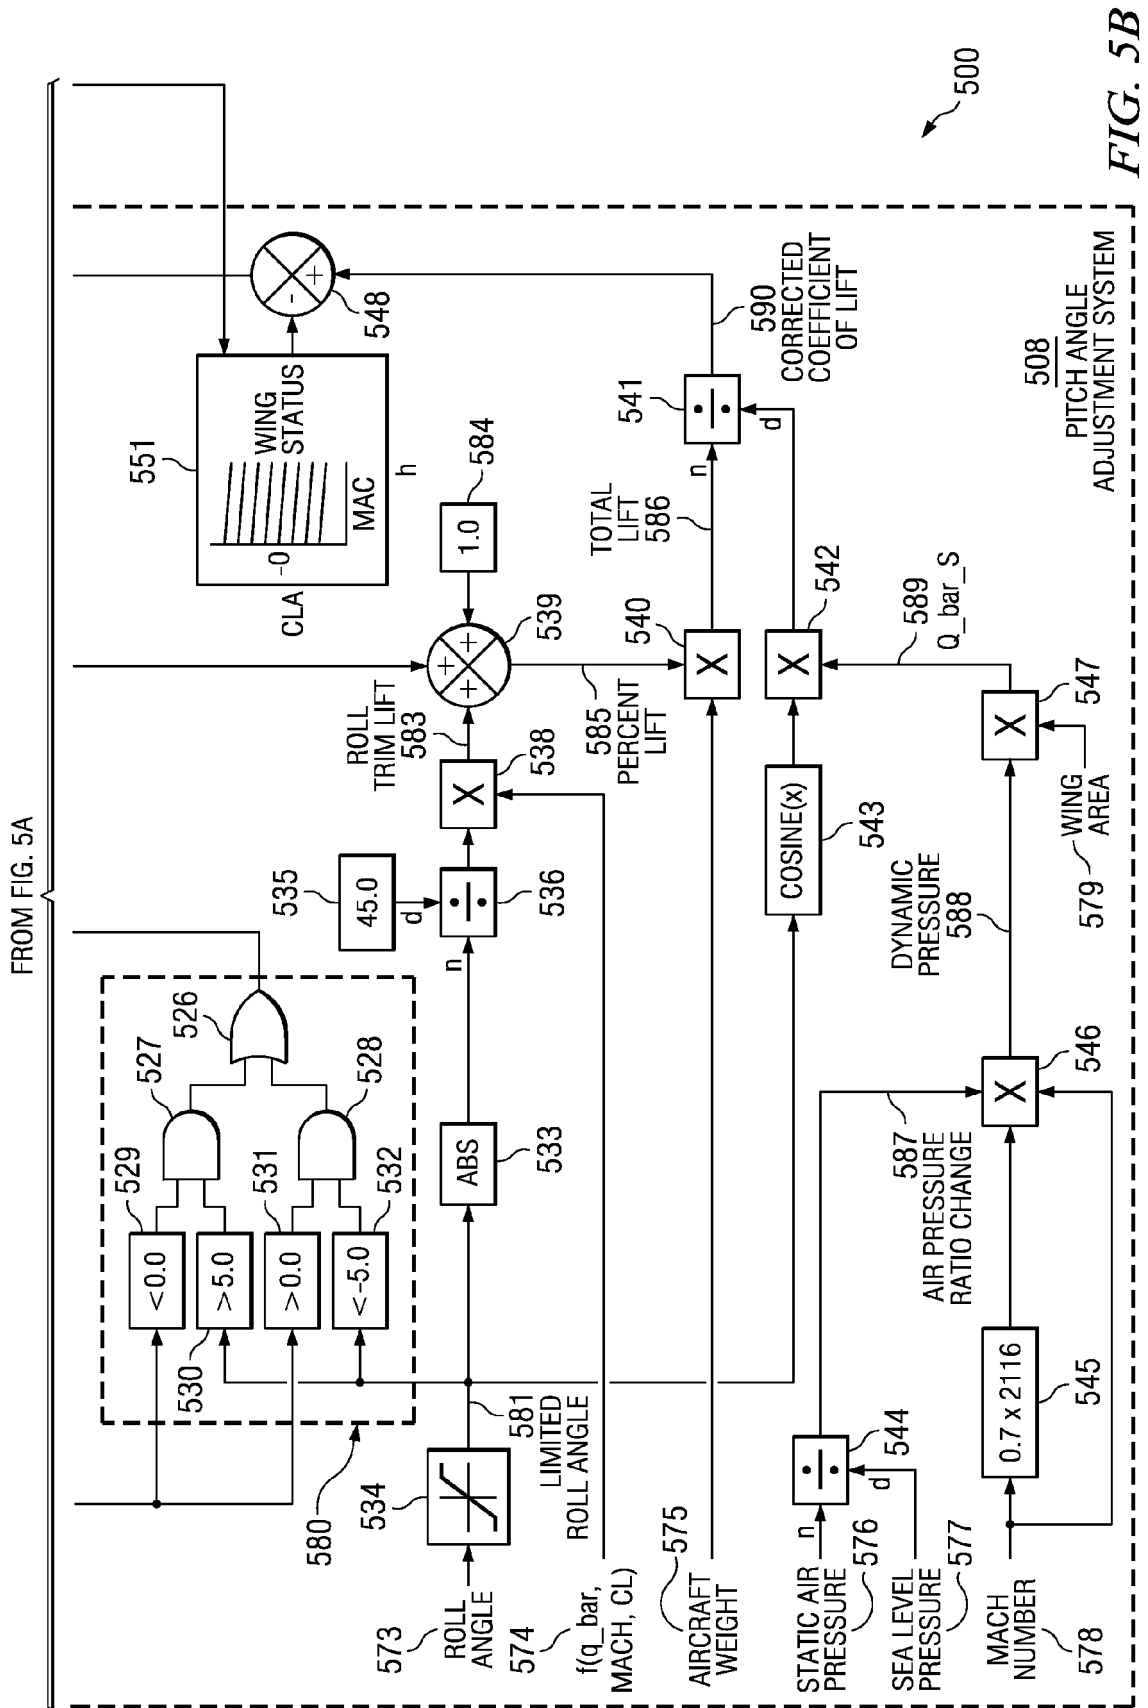 FROM FIG. 5A
580
529
<0.0
530
>5.0
531
>0.0
532
<-5.0
527
528
526
551
CLA
-0
WING
STATUS
MAC
h
-
+
548
573
ROLL
ANGLE
534
581
LIMITED
ROLL ANGLE
ABS
533
535
45.0
d
n
÷
536
X
538
ROLL
TRIM LIFT
583
+
+
+
539
1.0
584
585
PERCENT
LIFT
574
f(q_bar,
MACH, CL)
575
AIRCRAFT
WEIGHT
X
540
TOTAL
LIFT
586
n
÷
541
d
590
CORRECTED
COEFFICIENT
OF LIFT
COSINE(x)
543
X
542
STATIC AIR
PRESSURE 576
n
÷
544
d
SEA LEVEL
PRESSURE 577
587
AIR PRESSURE
RATIO CHANGE
MACH
NUMBER
578
0.7 x 2116
545
X
546
DYNAMIC
PRESSURE
588
579
WING
AREA
X
547
589
Q_bar_S
508
PITCH ANGLE
ADJUSTMENT SYSTEM
500
FIG. 5B